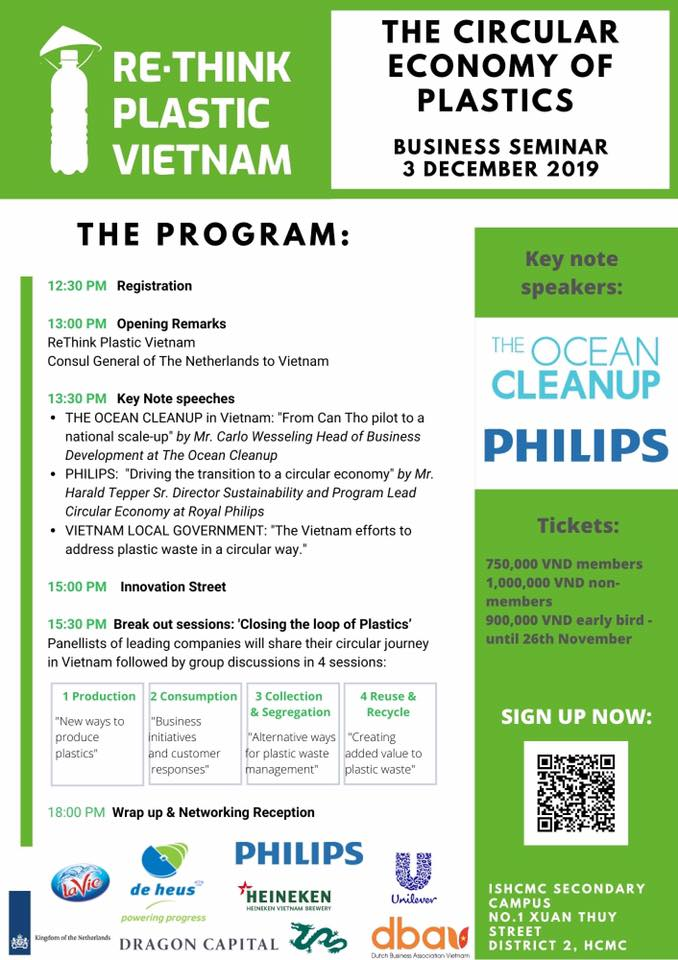 RE·THINK
PLASTIC
VIETNAM
THE CIRCULAR
ECONOMY OF
PLASTICS
BUSINESS SEMINAR
3 DECEMBER 2019
THE PROGRAM:
12:30 PM Registration
13:00 PM Opening Remarks
ReThink Plastic Vietnam
Consul General of The Netherlands to Vietnam
13:30 PM Key Note speeches
• THE OCEAN CLEANUP in Vietnam: "From Can Tho pilot to a
national scale-up" by Mr. Carlo Wesseling Head of Business
Development at The Ocean Cleanup
• PHILIPS: "Driving the transition to a circular economy" by Mr.
Harald Tepper Sr. Director Sustainability and Program Lead
Circular Economy at Royal Philips
• VIETNAM LOCAL GOVERNMENT: "The Vietnam efforts to
address plastic waste in a circular way."
15:00 PM Innovation Street
15:30 PM Break out sessions: 'Closing the loop of Plastics’
Panellists of leading companies will share their circular journey
in Vietnam followed by group discussions in 4 sessions:
1 Production
"New ways to
produce
plastics"
2 Consumption
"Business
initiatives
and customer
responses"
3 Collection
& Segregation
"Alternative ways
for plastic waste
management"
4 Reuse &
Recycle
"Creating
added value to
plastic waste"
18:00 PM Wrap up & Networking Reception
Key note
speakers:
THE OCEAN
CLEANUP
PHILIPS
Tickets:
750,000 VND members
1,000,000 VND non-
members
900,000 VND early bird -
until 26th November
SIGN UP NOW:
ISHCMC SECONDARY
CAMPUS
NO.1 XUAN THUY
STREET
DISTRICT 2, HCMC
LaVie
de heus
powering progress
PHILIPS
HEINEKEN
HEINEKEN VIETNAM BREWERY
Unilever
Kingdom of the Netherlands
DRAGON CAPITAL
dbav
Dutch Business Association Vietnam